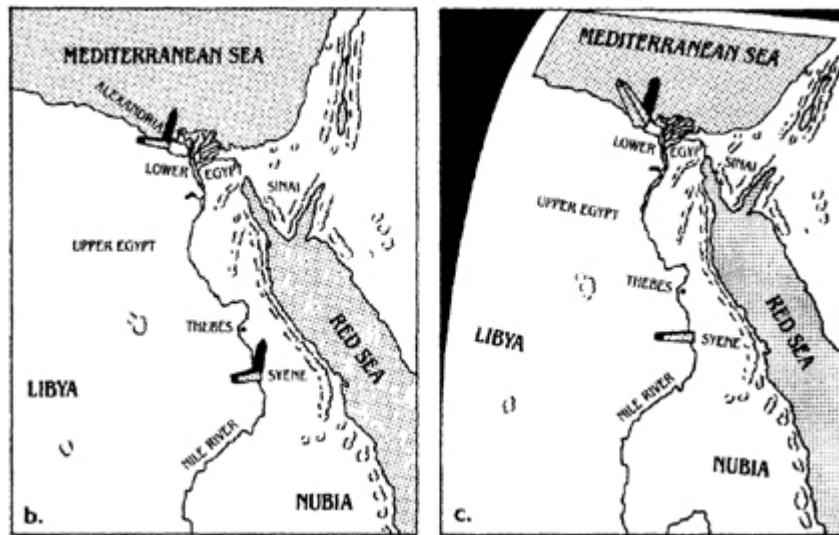 MEDITERRANEAN SEA
ALEXANDRIA
LOWER EGYPT
SINAI
UPPER EGYPT
THEBES
RED SEA
SYENE
LIBYA
NILE RIVER
NUBIA
b.
MEDITERRANEAN SEA
LOWER EGYPT
SINAI
UPPER EGYPT
THEBES
RED SEA
LIBYA
SYENE
NILE RIVER
NUBIA
c.